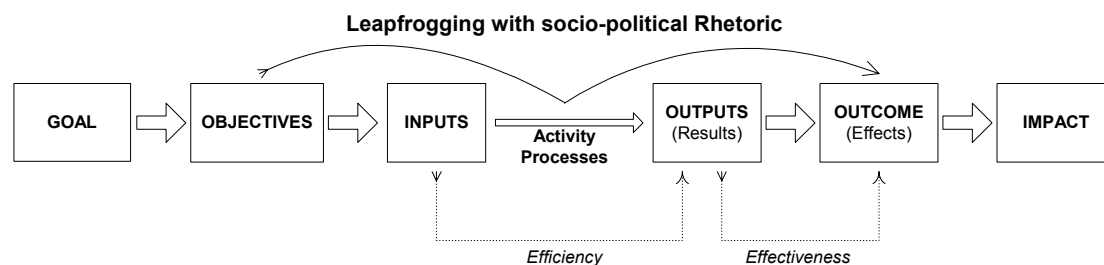 Leapfrogging with socio-political Rhetoric
GOAL
OBJECTIVES
INPUTS
Activity
Processes
OUTPUTS
(Results)
OUTCOME
(Effects)
IMPACT
Efficiency
Effectiveness